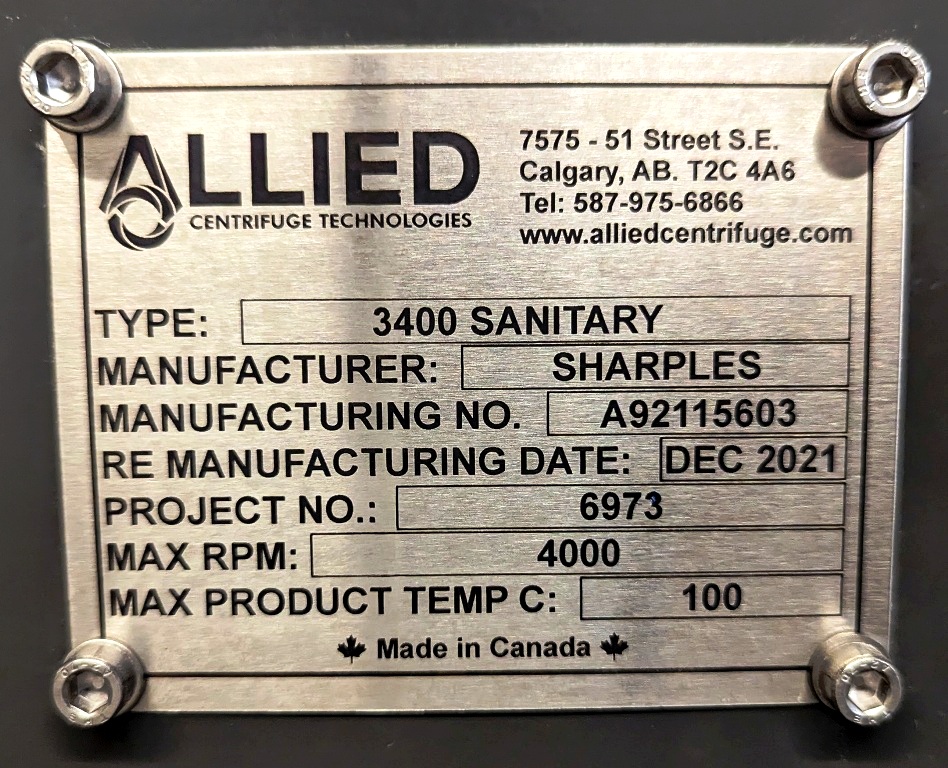 ALLIED
CENTRIFUGE TECHNOLOGIES
7575 - 51 Street S.E.
Calgary, AB. T2C 4A6
Tel: 587-975-6866
www.alliedcentrifuge.com
TYPE: 3400 SANITARY
MANUFACTURER: SHARPLES
MANUFACTURING NO. A92115603
RE MANUFACTURING DATE: DEC 2021
PROJECT NO.: 6973
MAX RPM: 4000
MAX PRODUCT TEMP C: 100
Made in Canada